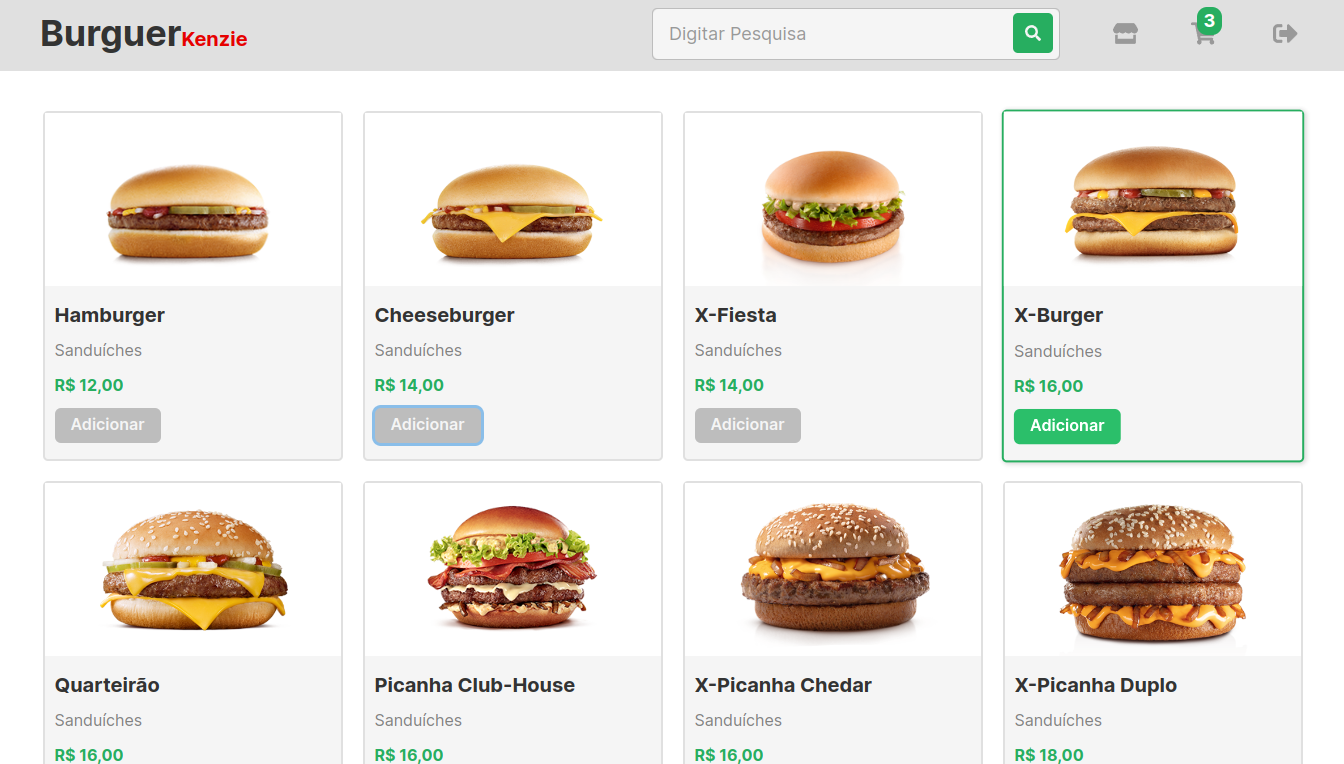 BurguerKenzie
Digitar Pesquisa
3
Hamburger
Sanduíches
R$ 12,00
Adicionar
Cheeseburger
Sanduíches
R$ 14,00
Adicionar
X-Fiesta
Sanduíches
R$ 14,00
Adicionar
X-Burger
Sanduíches
R$ 16,00
Adicionar
Quarteirão
Sanduíches
R$ 16,00
Picanha Club-House
Sanduíches
R$ 16,00
X-Picanha Chedar
Sanduíches
R$ 16,00
X-Picanha Duplo
Sanduíches
R$ 18,00